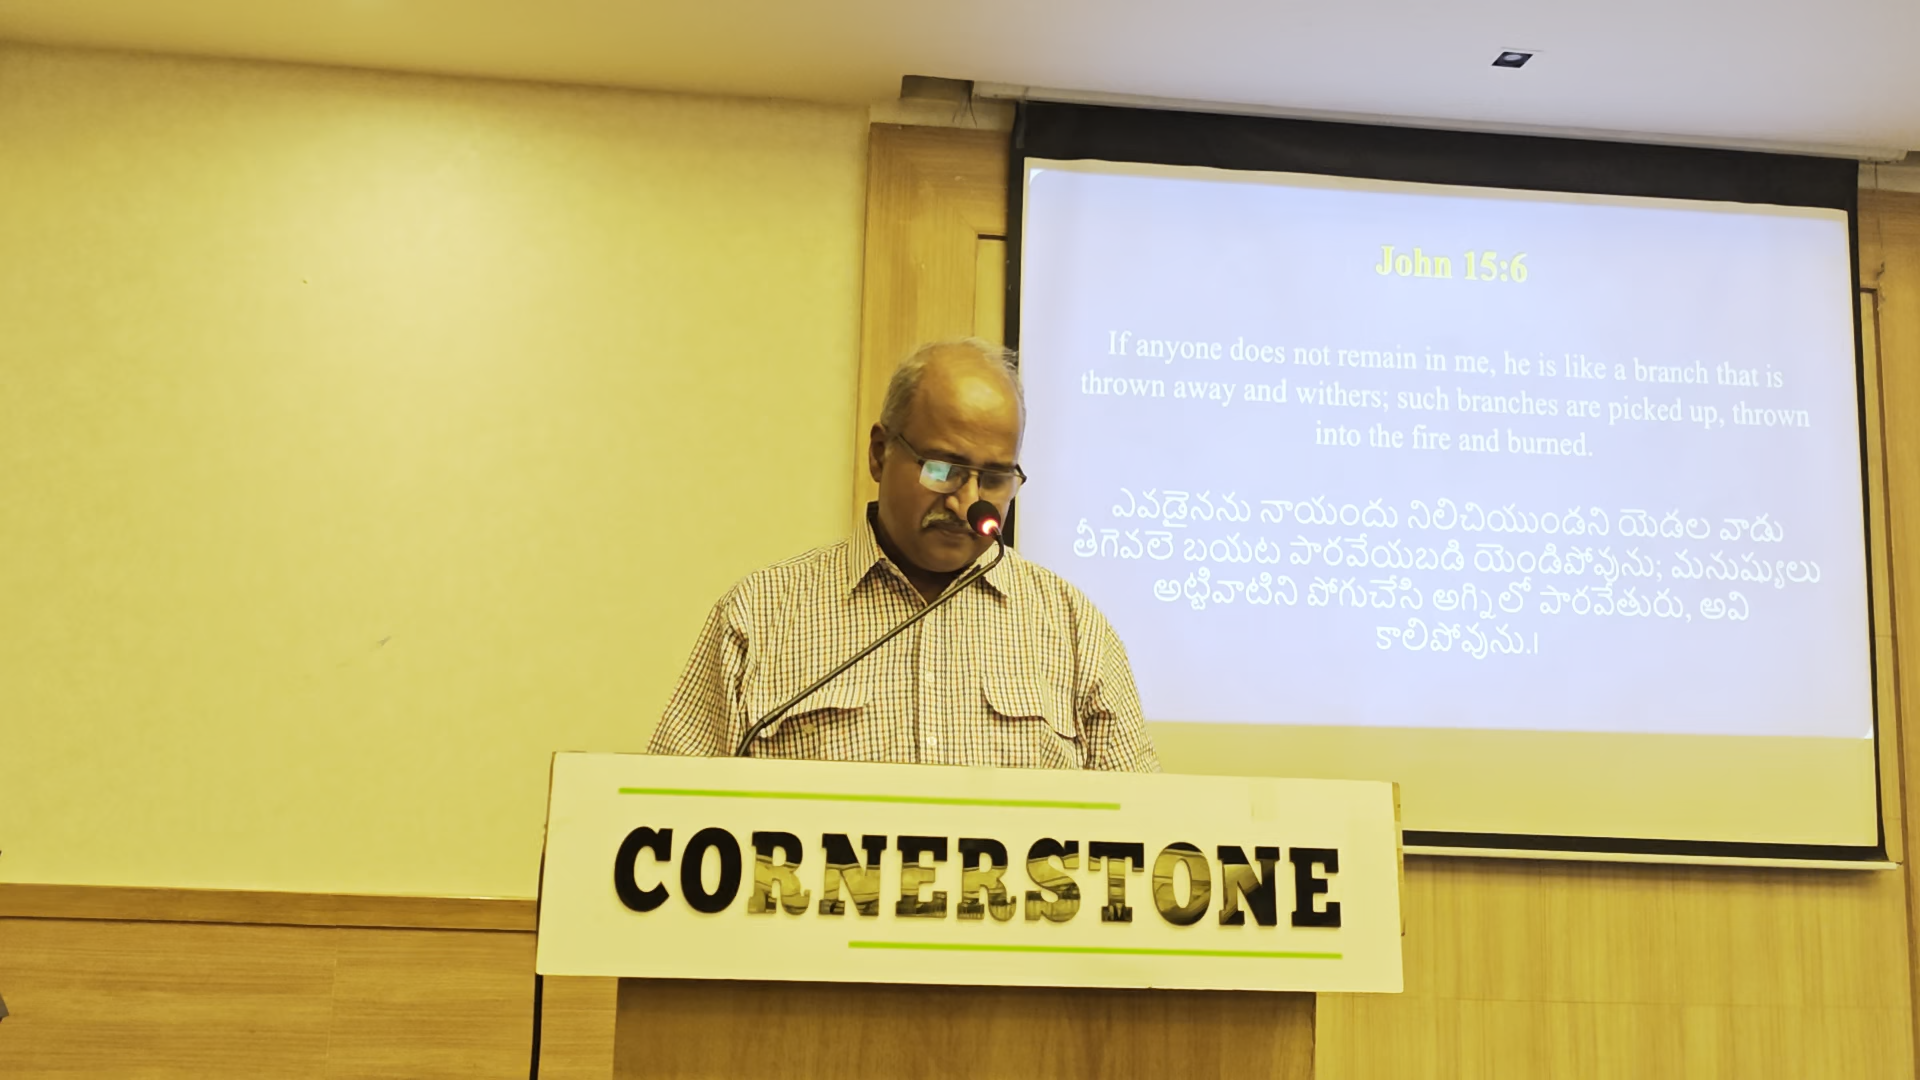 John 15:6
If anyone does not remain in me, he is like a branch that is
thrown away and withers; such branches are picked up, thrown
into the fire and burned.
ఎవడైనను నాయందు నిలిచియుండని యెడల వాడు
తీగెవలె బయట పారవేయబడి యెండిపోవును; మనుష్యులు
అట్టివాటిని పోగుచేసి అగ్నిలో పారవేతురు, అవి
కాలిపోవును.।
CORNERSTONE